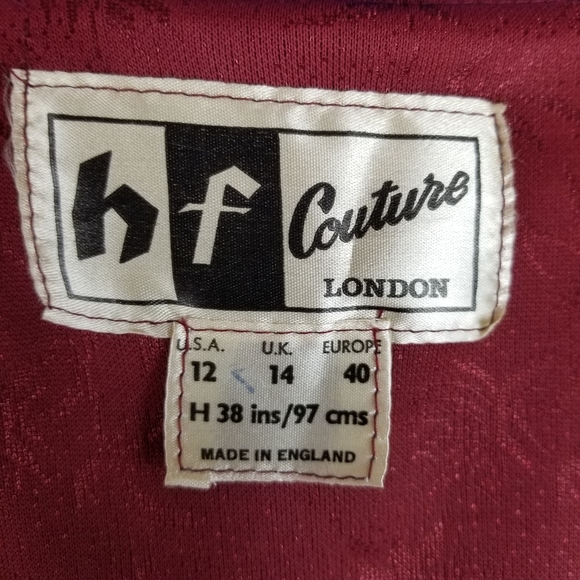 hf Couture
LONDON
U.S.A. U.K. EUROPE
12 14 40
H 38 ins/97 cms
MADE IN ENGLAND